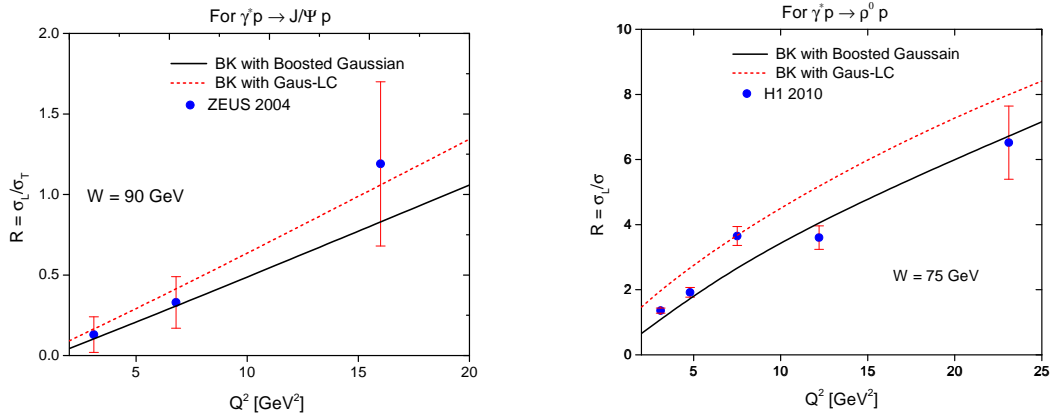 For γ*p → J/Ψ p
2.0
1.5
1.0
0.5
0.0
R = σL/σT
BK with Boosted Gaussian
BK with Gaus-LC
ZEUS 2004
W = 90 GeV
5
10
15
20
Q² [GeV²]
For γ*p → ρ⁰ p
10
8
6
4
2
0
R = σL/σ
BK with Boosted Gaussain
BK with Gaus-LC
H1 2010
W = 75 GeV
5
10
15
20
25
Q² [GeV²]